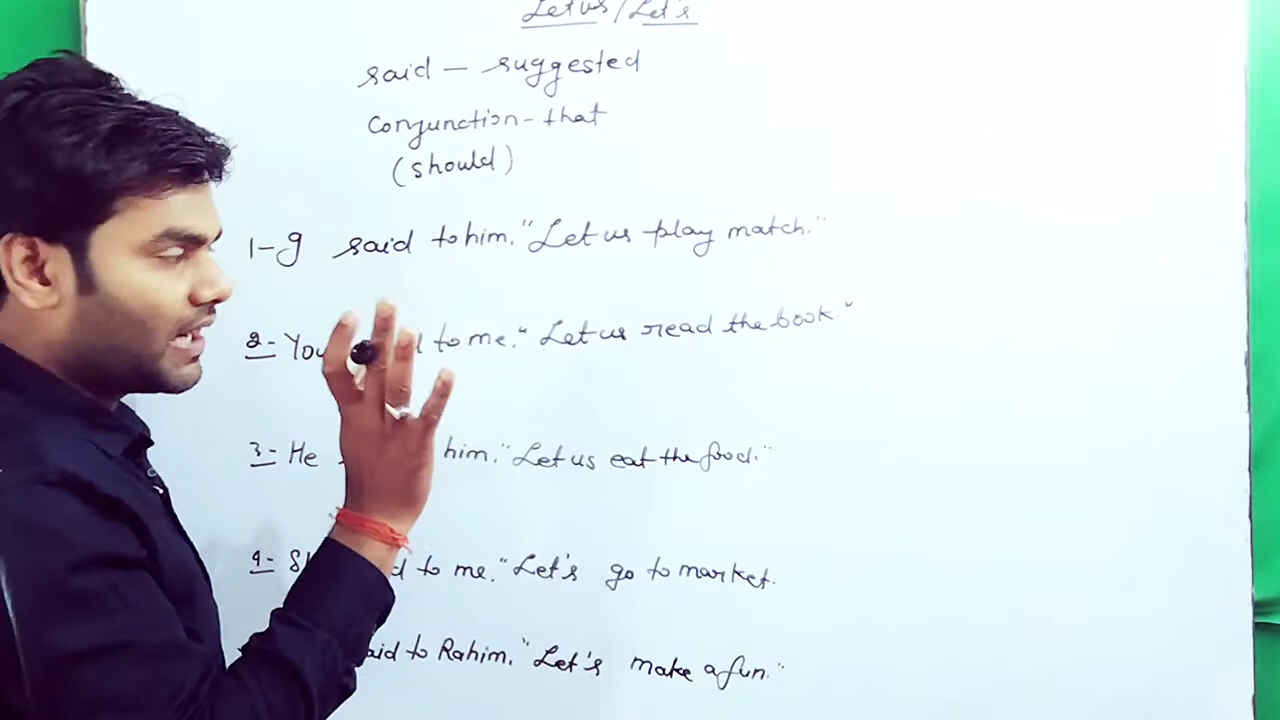 Let us / Let's
said - suggested
conjunction - that
(should)
1- I said to him. "Let us play match."
2- You to me." Let us read the book."
3- He him." Let us eat the food."
4- to me." Let's go to market.
said to Rahim. "Let's make a fun."